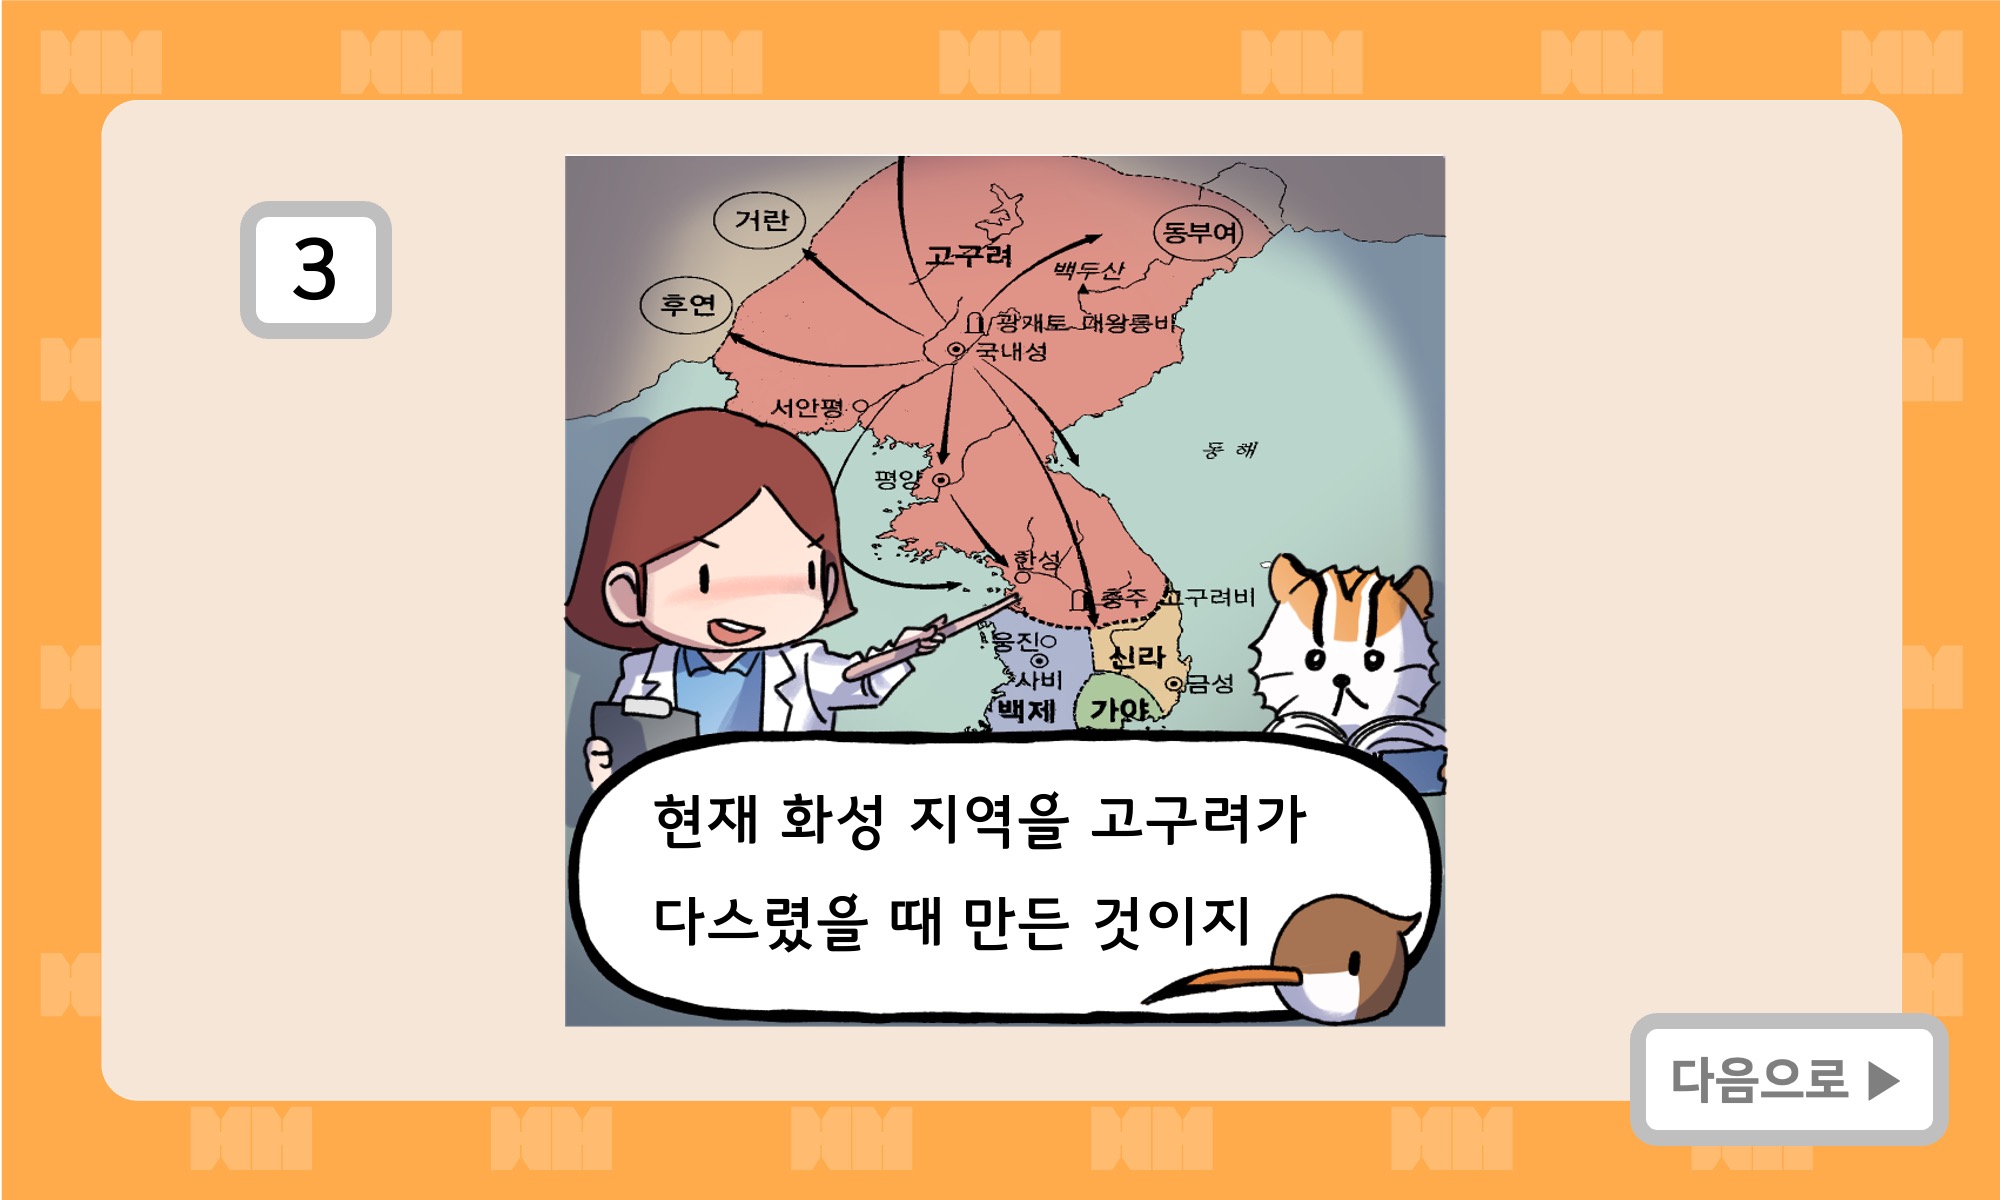 3
거란
동부여
고구려
백두산
후연
광개토 대왕릉비
국내성
서안평
동해
평양
한성
충주 고구려비
웅진
신라
사비
금성
백제
가야
현재 화성 지역을 고구려가
다스렸을 때 만든 것이지
다음으로 ▶